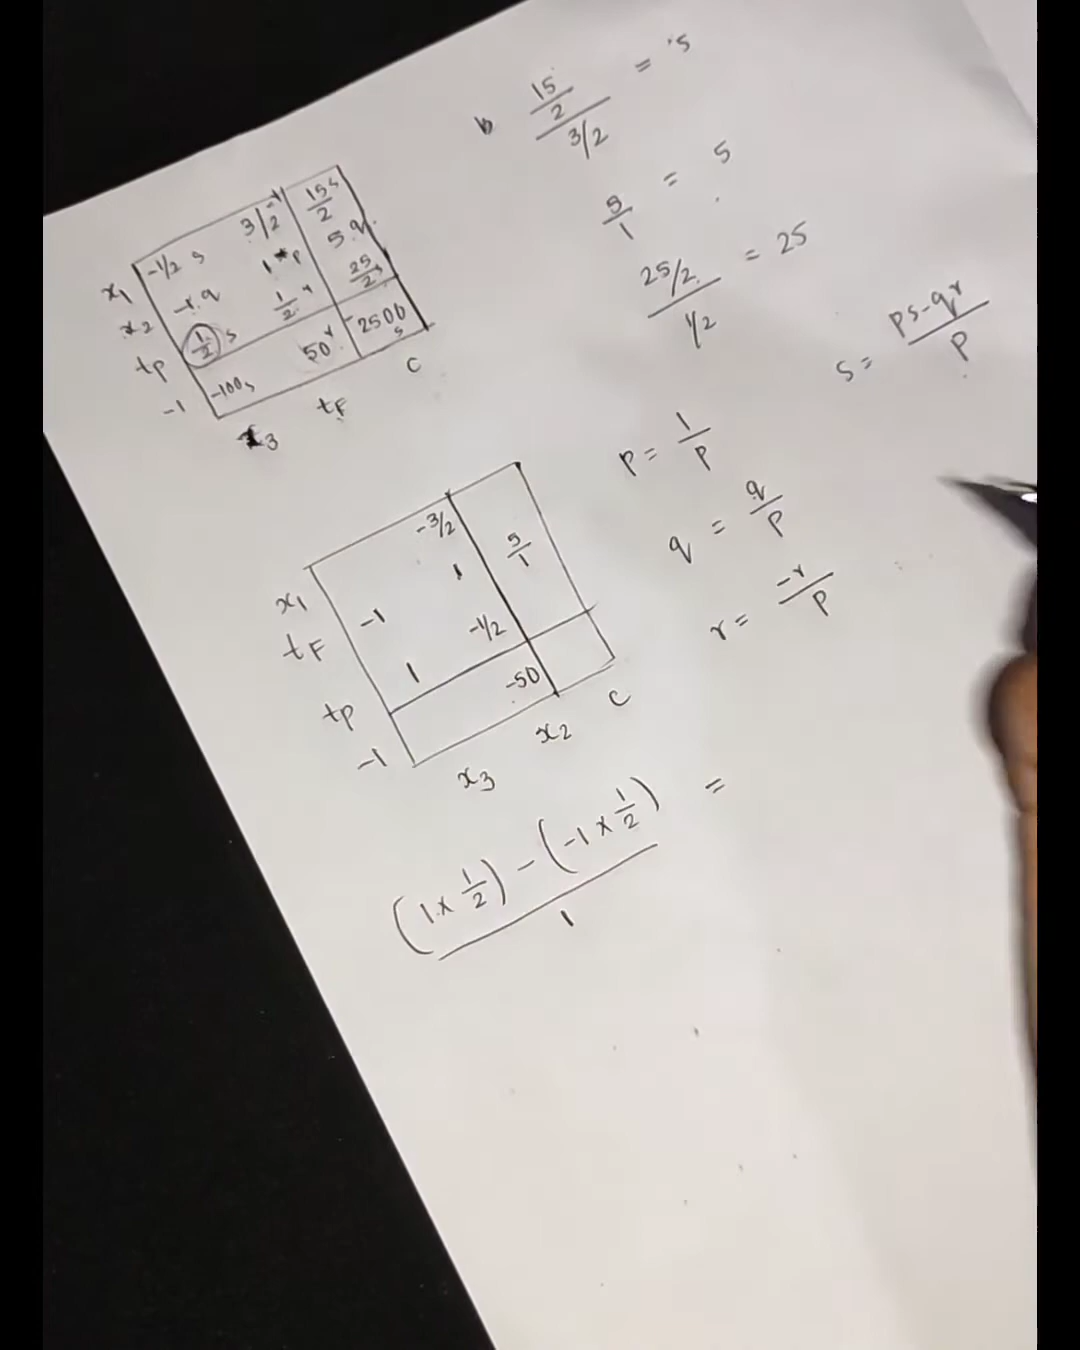 15/2 / 3/2 = 5
5/1 = 5
25/2 / 1/2 = 25
x1 -1/2 s 3/2 r 15/2 s
x2 -1 q 1 * p 5 q
tp 1/2 s 1/2 r 25/2 s
-1 -100 s 50 r -2500 s
x3 tF C
s = ps-qr / p
p = 1/p
q = q/p
r = -r/p
x1 -3/2
tF -1 1 5/1
tp 1 -1/2
-1 -50
x3 x2 C
(1 x 1/2) - (-1 x 1/2) / 1 =